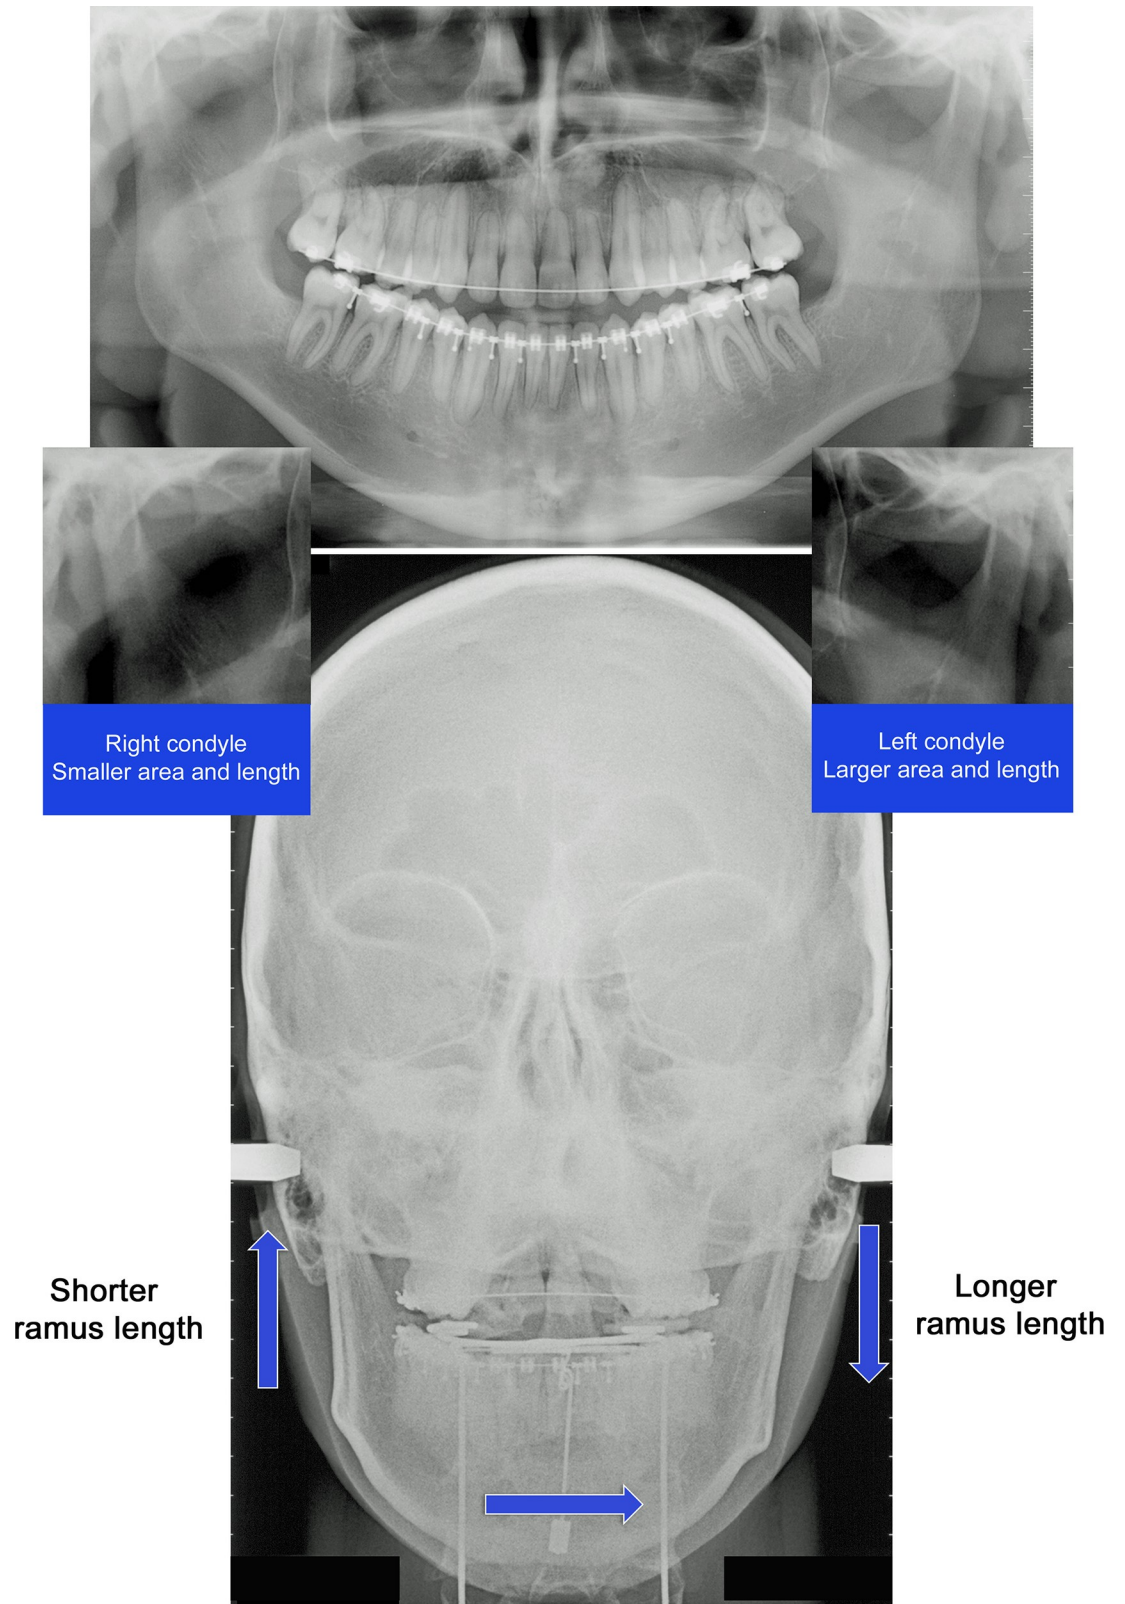 Right condyle
Smaller area and length
Left condyle
Larger area and length
Shorter
ramus length
Longer
ramus length